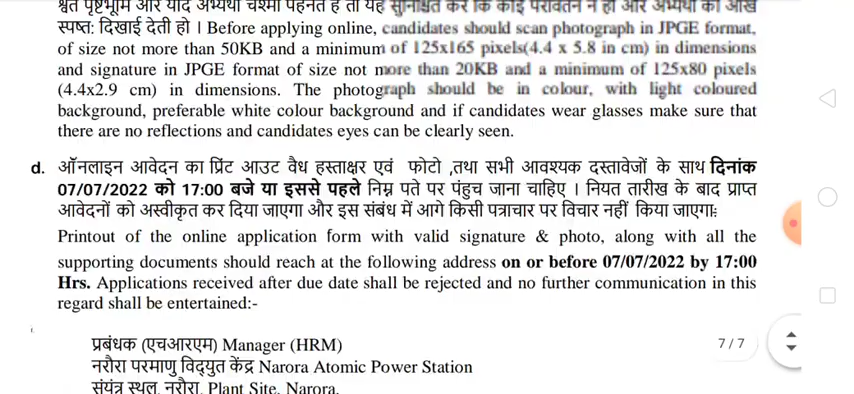 श्वेत पृष्ठभूमि और यदि अभ्यर्थी चश्मा पहनते हैं तो यह सुनिश्चित करें कि कोई परावर्तन न हो और अभ्यर्थी की आंखें
स्पष्ट: दिखाई देती हो । Before applying online, candidates should scan photograph in JPGE format,
of size not more than 50KB and a minimum of 125x165 pixels(4.4 x 5.8 in cm) in dimensions
and signature in JPGE format of size not more than 20KB and a minimum of 125x80 pixels
(4.4x2.9 cm) in dimensions. The photograph should be in colour, with light coloured
background, preferable white colour background and if candidates wear glasses make sure that
there are no reflections and candidates eyes can be clearly seen.
d. ऑनलाइन आवेदन का प्रिंट आउट वैध हस्ताक्षर एवं फोटो ,तथा सभी आवश्यक दस्तावेजों के साथ दिनांक
07/07/2022 को 17:00 बजे या इससे पहले निम्न पते पर पंहुच जाना चाहिए । नियत तारीख के बाद प्राप्त
आवेदनों को अस्वीकृत कर दिया जाएगा और इस संबंध में आगे किसी पत्राचार पर विचार नहीं किया जाएगा:
Printout of the online application form with valid signature & photo, along with all the
supporting documents should reach at the following address on or before 07/07/2022 by 17:00
Hrs. Applications received after due date shall be rejected and no further communication in this
regard shall be entertained:-
i.
प्रबंधक (एचआरएम) Manager (HRM)
7/7
नरौरा परमाणु विद्युत केंद्र Narora Atomic Power Station
संयंत्र स्थल, नरौरा, Plant Site, Narora,